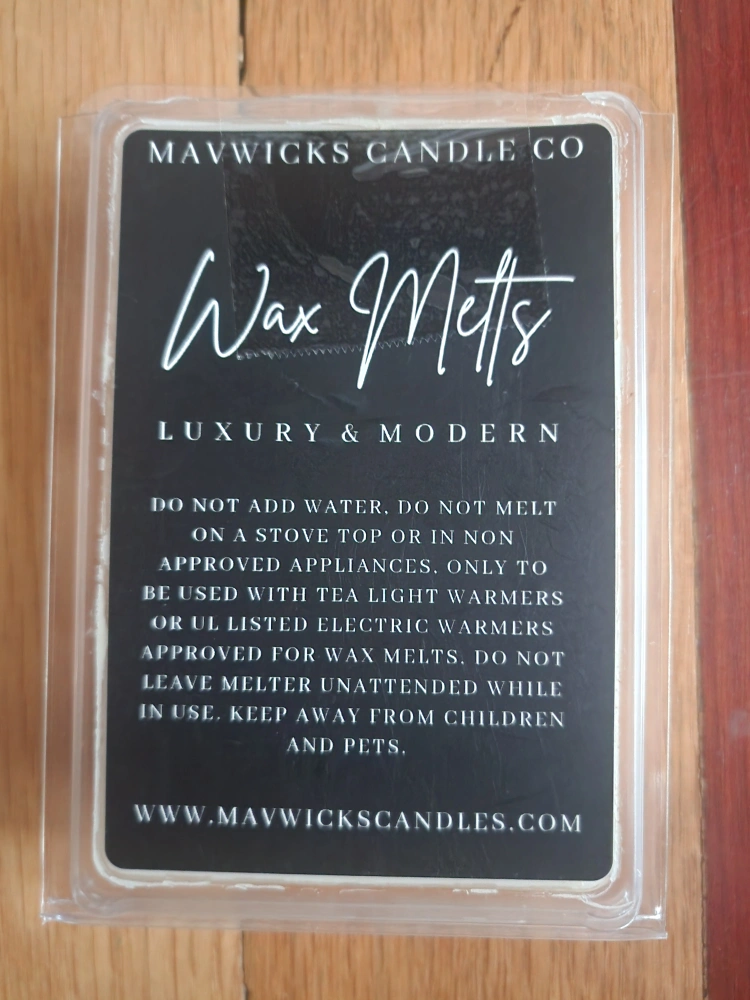 MAVWICKS CANDLE CO
Wax Melts
LUXURY & MODERN
DO NOT ADD WATER, DO NOT MELT
ON A STOVE TOP OR IN NON
APPROVED APPLIANCES, ONLY TO
BE USED WITH TEA LIGHT WARMERS
OR UL LISTED ELECTRIC WARMERS
APPROVED FOR WAX MELTS, DO NOT
LEAVE MELTER UNATTENDED WHILE
IN USE. KEEP AWAY FROM CHILDREN
AND PETS.
WWW.MAVWICKSCANDLES.COM